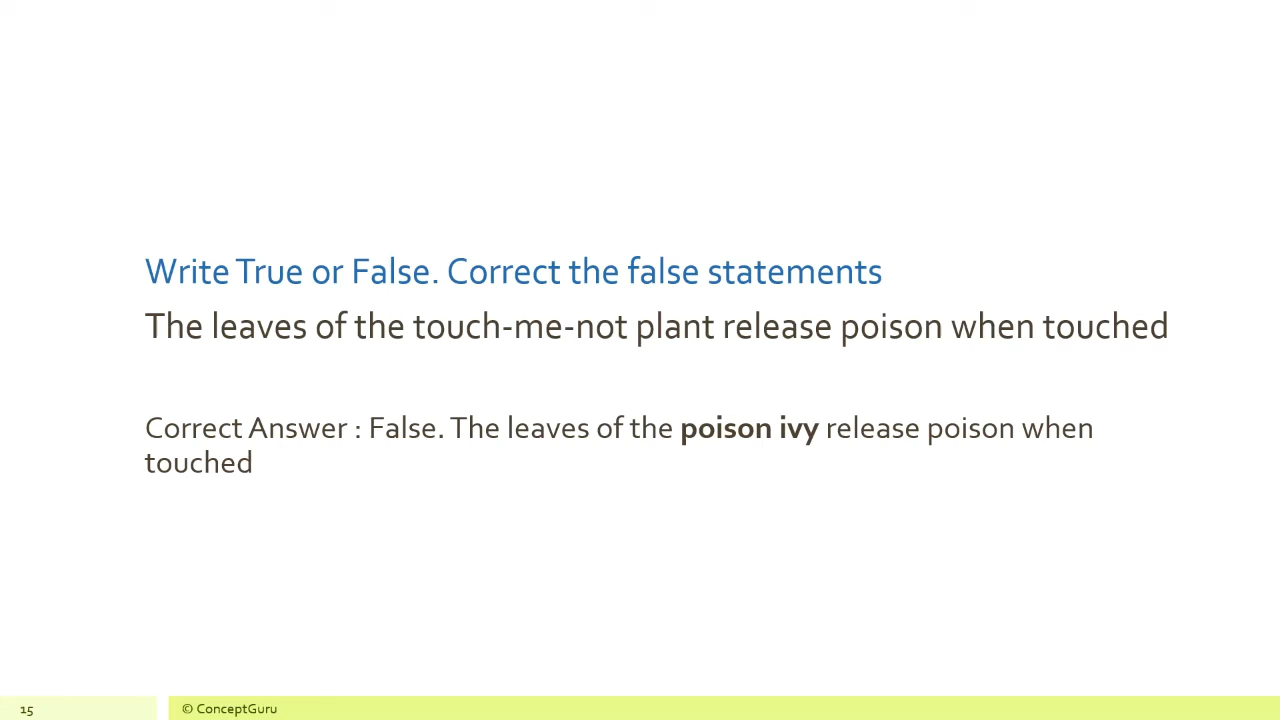 Write True or False. Correct the false statements
The leaves of the touch-me-not plant release poison when touched
Correct Answer : False. The leaves of the poison ivy release poison when
touched
15
© ConceptGuru